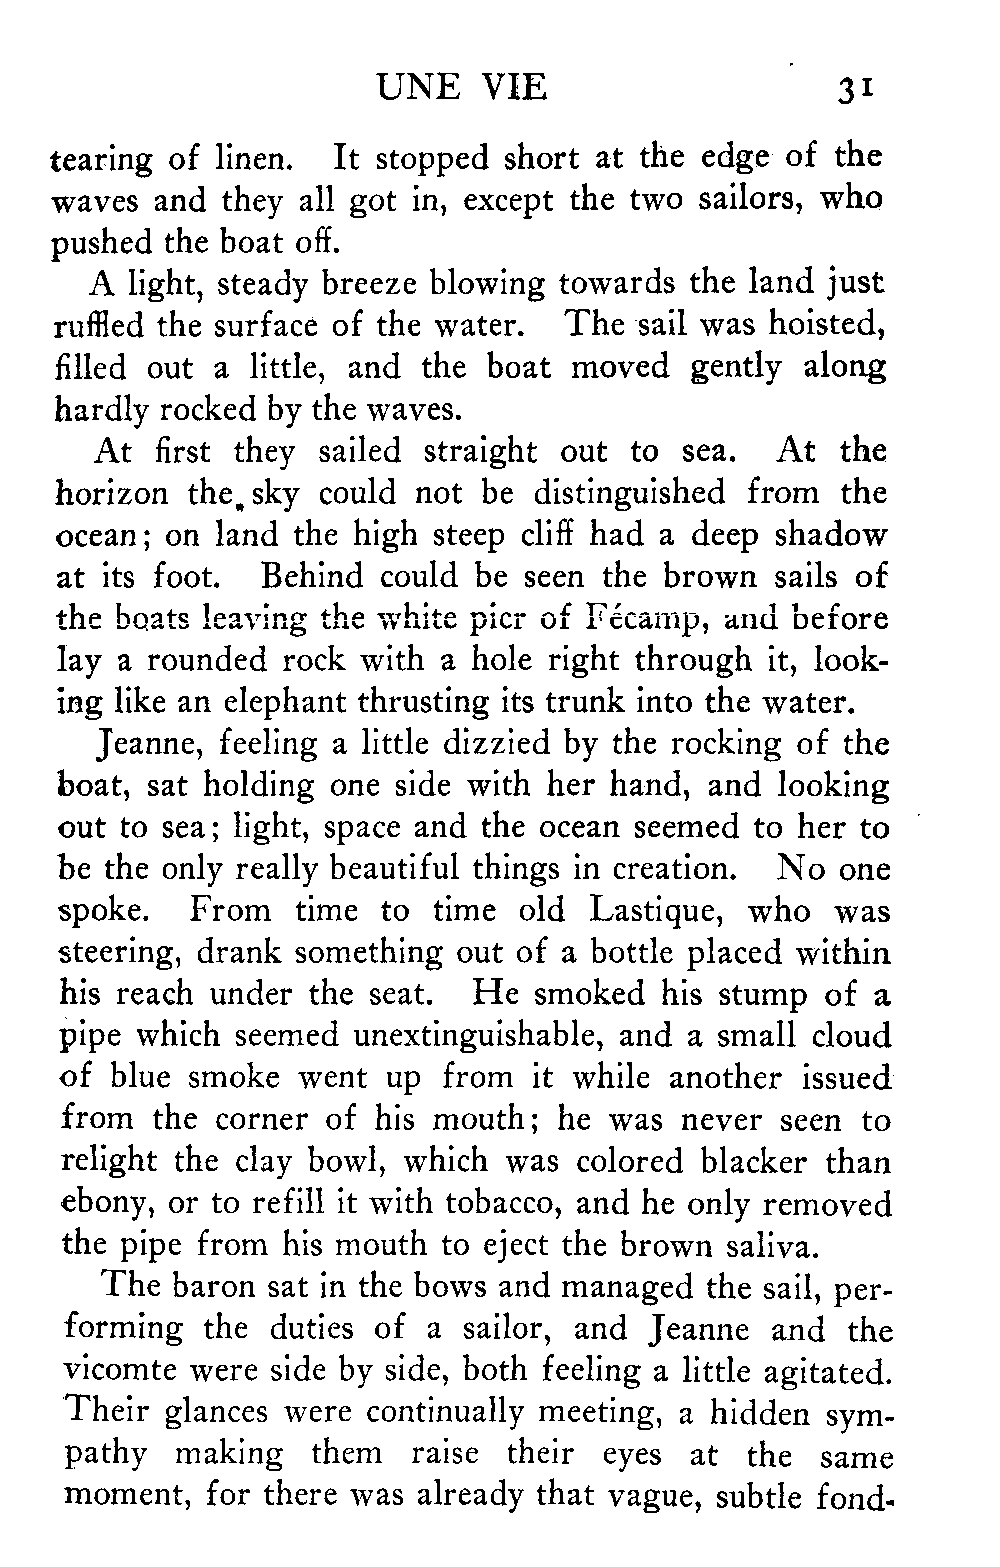 UNE VIE 31
tearing of linen. It stopped short at the edge of the
waves and they all got in, except the two sailors, who
pushed the boat off.
A light, steady breeze blowing towards the land just
ruffled the surface of the water. The sail was hoisted,
filled out a little, and the boat moved gently along
hardly rocked by the waves.
At first they sailed straight out to sea. At the
horizon the sky could not be distinguished from the
ocean; on land the high steep cliff had a deep shadow
at its foot. Behind could be seen the brown sails of
the boats leaving the white pier of Fécamp, and before
lay a rounded rock with a hole right through it, look-
ing like an elephant thrusting its trunk into the water.
Jeanne, feeling a little dizzied by the rocking of the
boat, sat holding one side with her hand, and looking
out to sea; light, space and the ocean seemed to her to
be the only really beautiful things in creation. No one
spoke. From time to time old Lastique, who was
steering, drank something out of a bottle placed within
his reach under the seat. He smoked his stump of a
pipe which seemed unextinguishable, and a small cloud
of blue smoke went up from it while another issued
from the corner of his mouth; he was never seen to
relight the clay bowl, which was colored blacker than
ebony, or to refill it with tobacco, and he only removed
the pipe from his mouth to eject the brown saliva.
The baron sat in the bows and managed the sail, per-
forming the duties of a sailor, and Jeanne and the
vicomte were side by side, both feeling a little agitated.
Their glances were continually meeting, a hidden sym-
pathy making them raise their eyes at the same
moment, for there was already that vague, subtle fond-